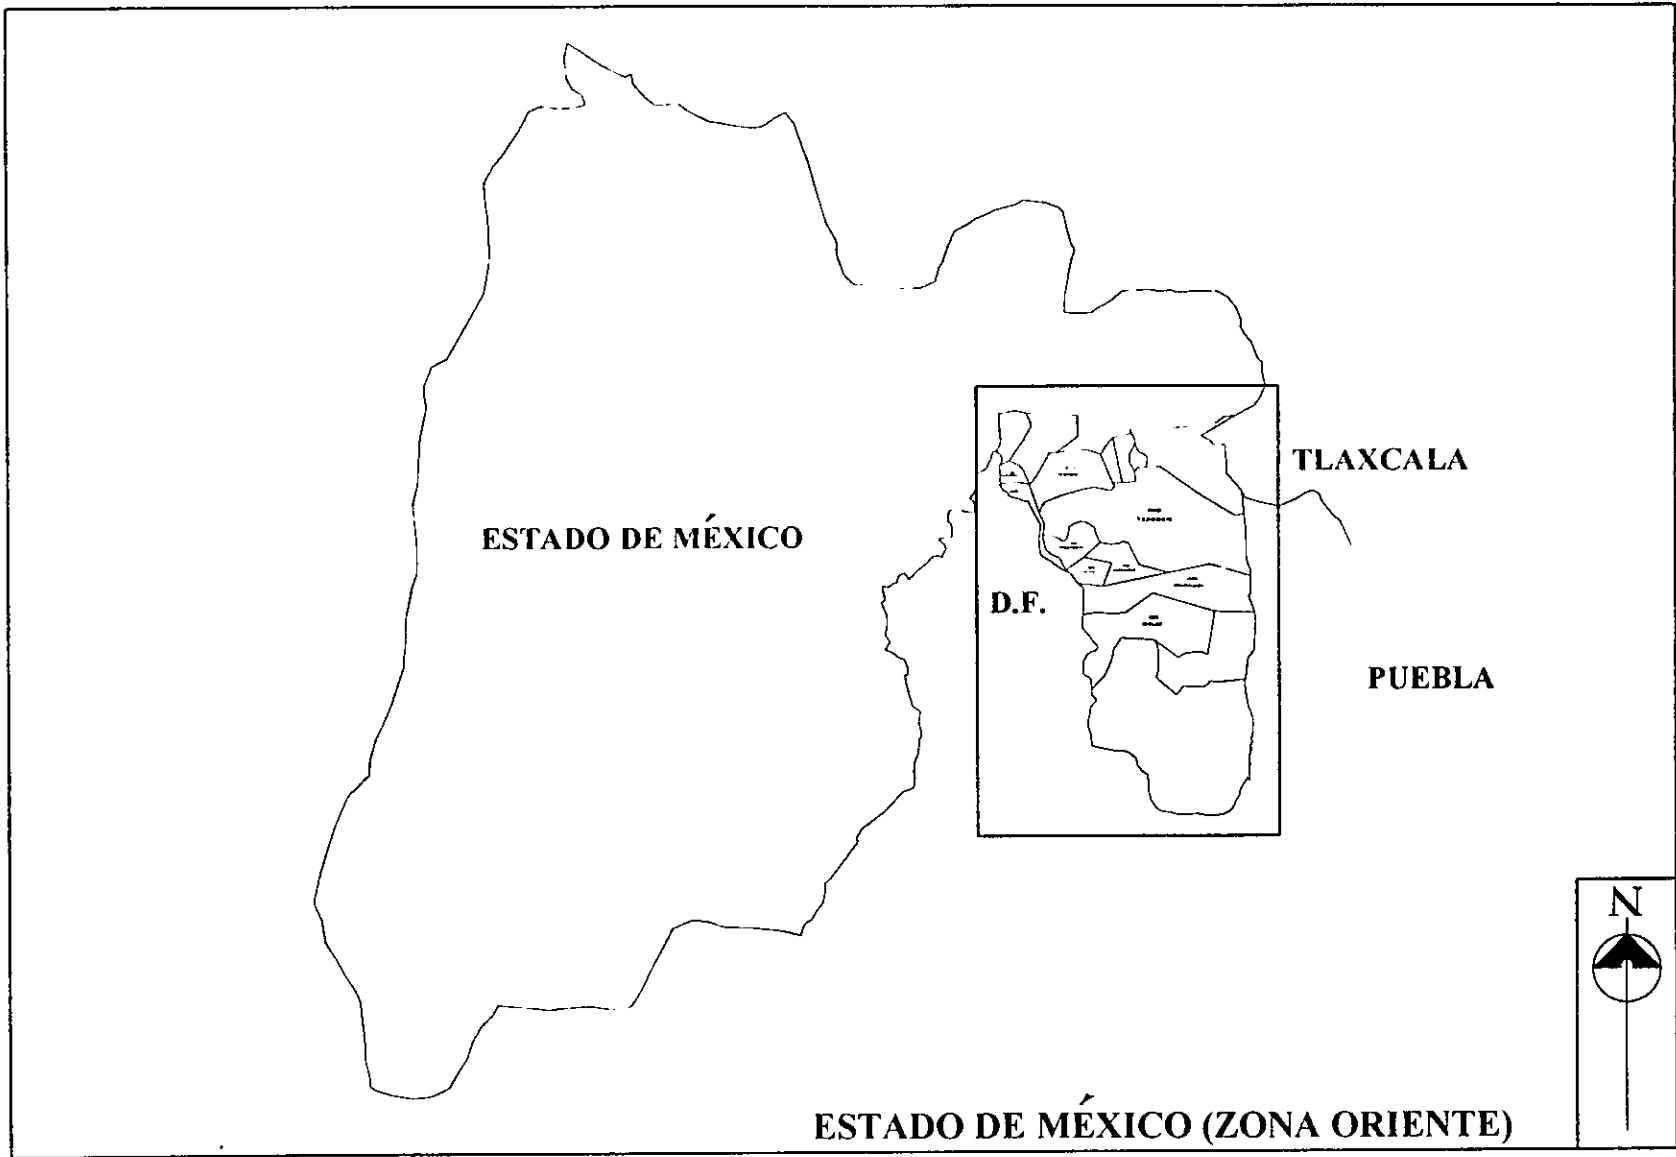 TLAXCALA
ESTADO DE MÉXICO
D.F.
PUEBLA
N
ESTADO DE MÉXICO (ZONA ORIENTE)